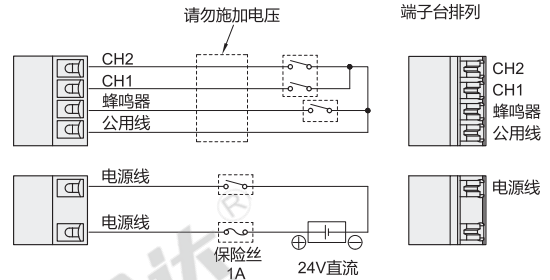 请勿施加电压
端子台排列
CH2
CH1
蜂鸣器
公用线
CH2
CH1
蜂鸣器
公用线
电源线
电源线
保险丝
1A
24V直流
电源线
®